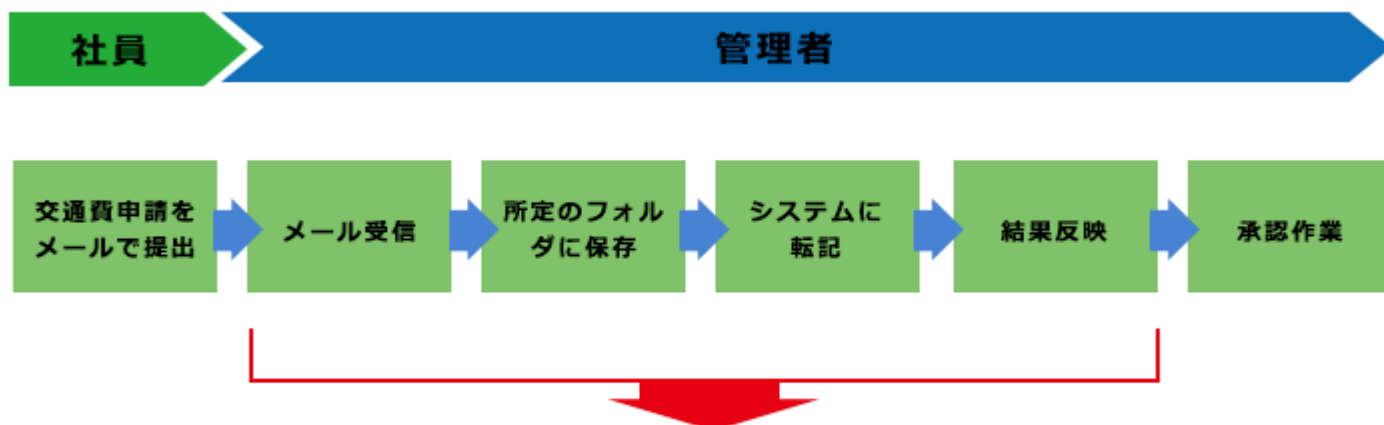 社員
管理者
交通費申請を
メールで提出
メール受信
所定のフォル
ダに保存
システムに
転記
結果反映
承認作業